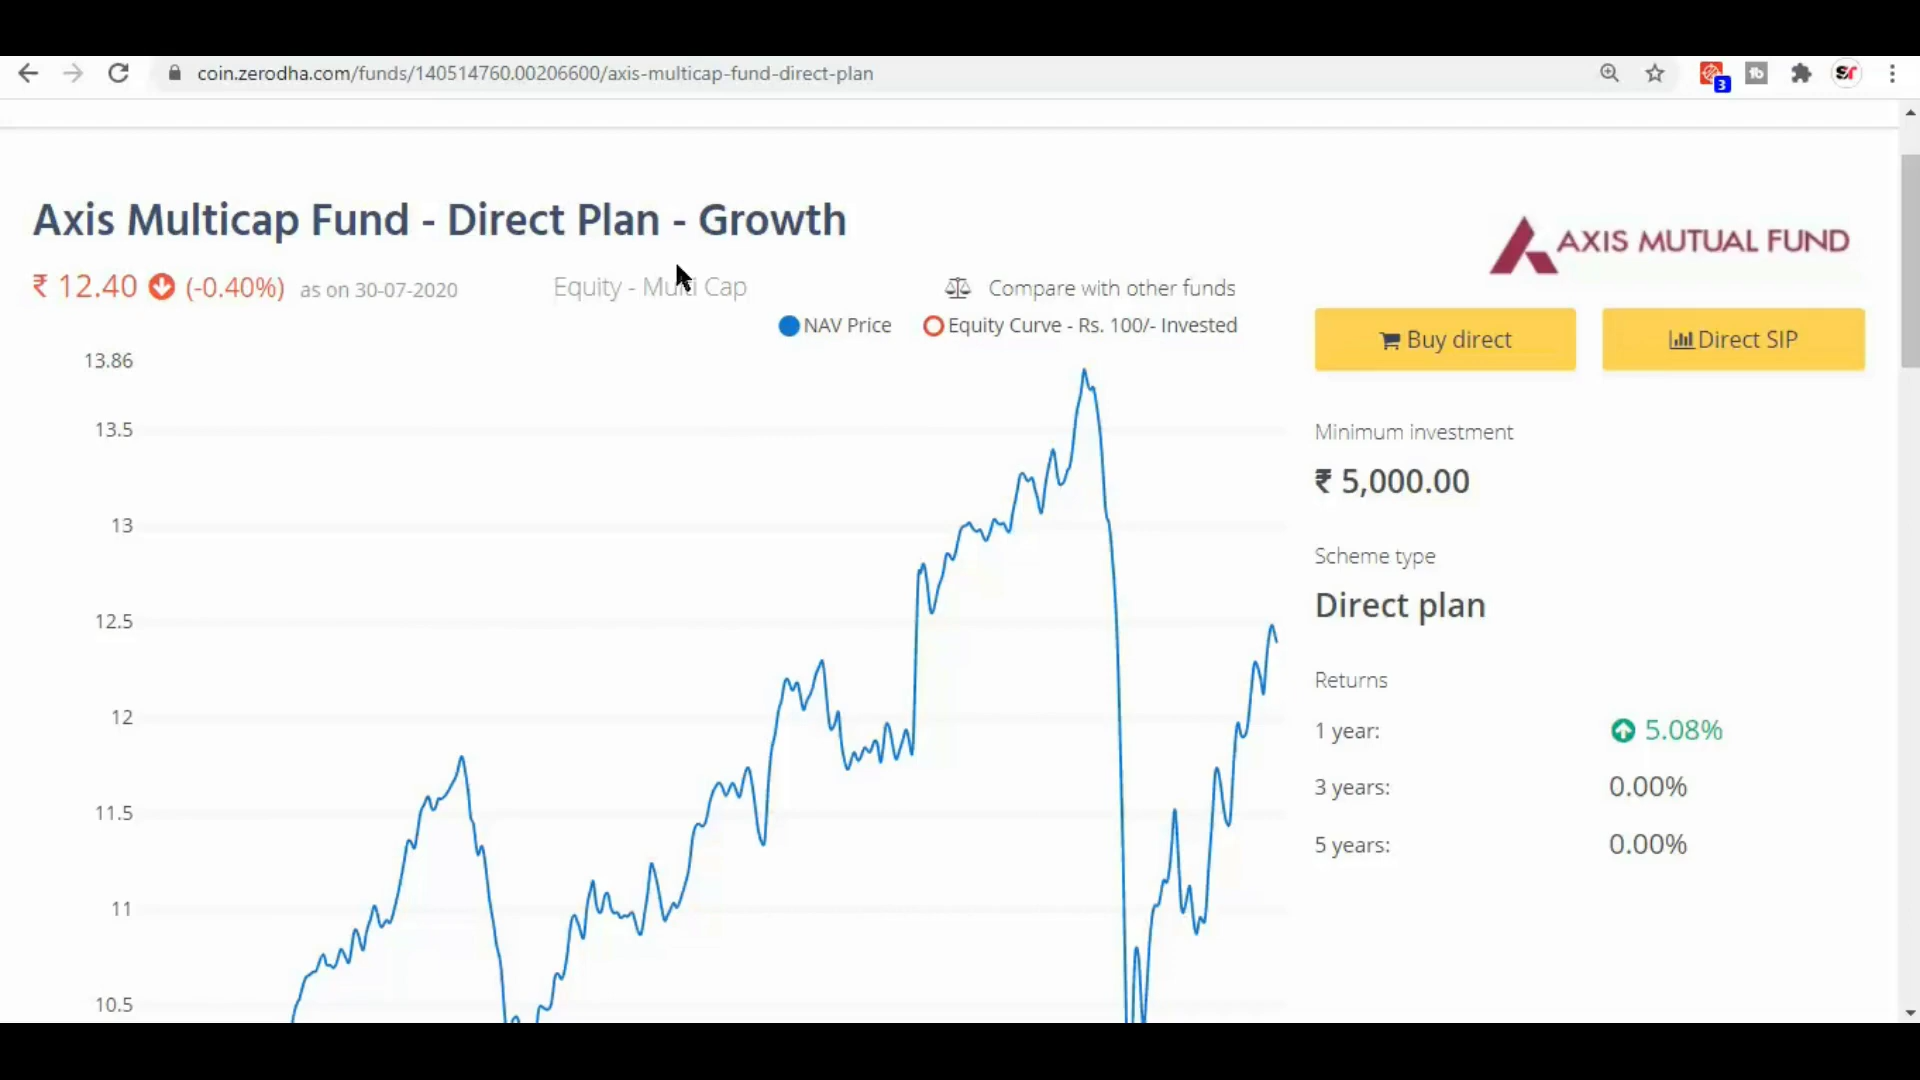 coin.zerodha.com/funds/140514760.00206600/axis-multicap-fund-direct-plan
3
Axis Multicap Fund - Direct Plan - Growth
AXIS MUTUAL FUND
₹ 12.40 (-0.40%) as on 30-07-2020 Equity - Multi Cap Compare with other funds
NAV Price Equity Curve - Rs. 100/- Invested
Buy direct Direct SIP
13.86
13.5
13
12.5
12
11.5
11
10.5
Minimum investment
₹ 5,000.00
Scheme type
Direct plan
Returns
1 year: 5.08%
3 years: 0.00%
5 years: 0.00%